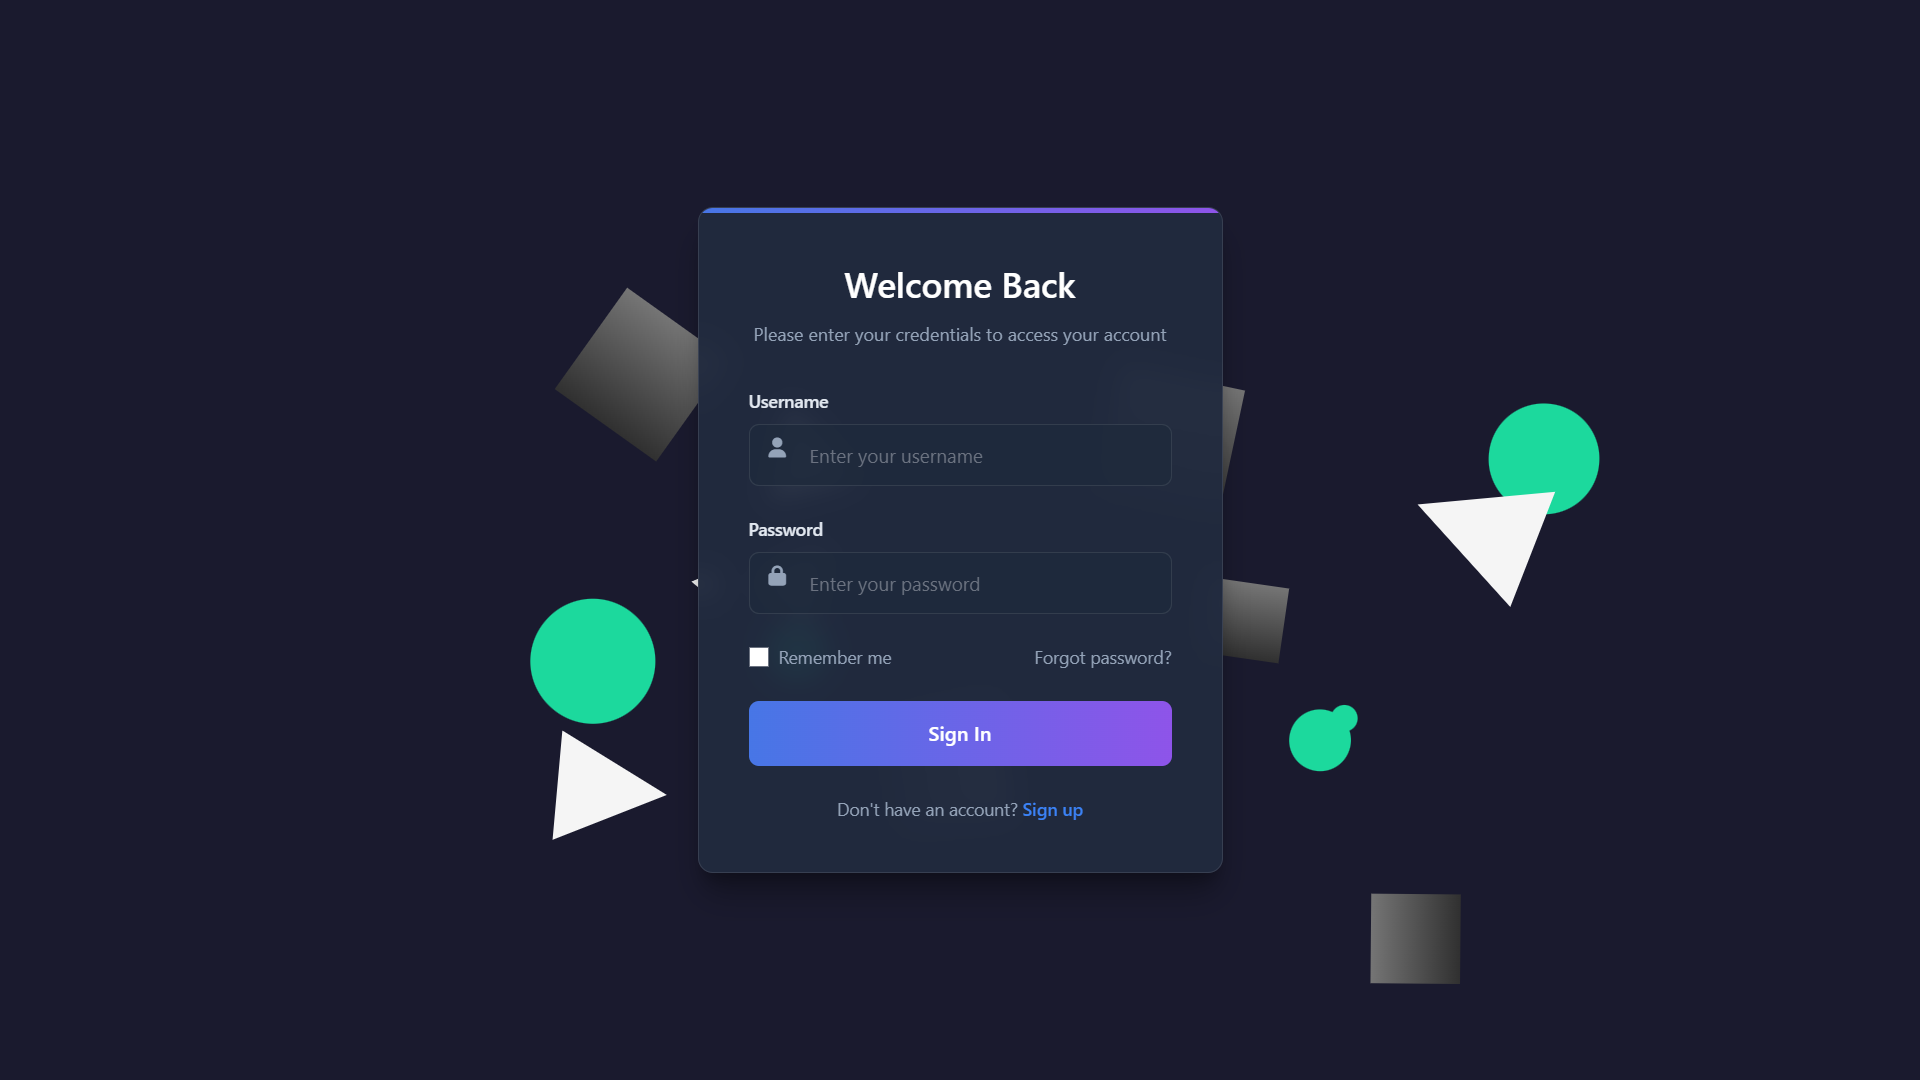 Welcome Back
Please enter your credentials to access your account
Username
Enter your username
Password
Enter your password
Remember me
Forgot password?
Sign In
Don't have an account? Sign up